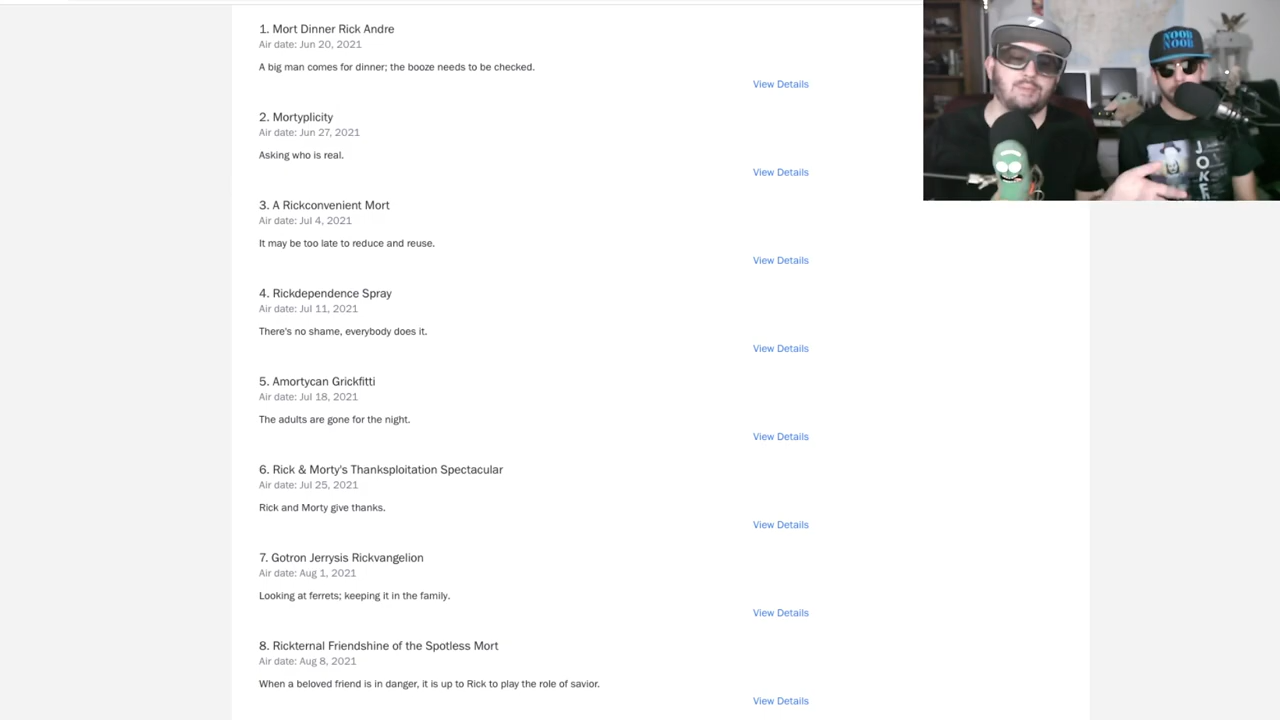 1. Mort Dinner Rick Andre
Air date: Jun 20, 2021
A big man comes for dinner; the booze needs to be checked.
View Details
2. Mortyplicity
Air date: Jun 27, 2021
Asking who is real.
View Details
3. A Rickconvenient Mort
Air date: Jul 4, 2021
It may be too late to reduce and reuse.
View Details
4. Rickdependence Spray
Air date: Jul 11, 2021
There's no shame, everybody does it.
View Details
5. Amortycan Grickfitti
Air date: Jul 18, 2021
The adults are gone for the night.
View Details
6. Rick & Morty's Thanksploitation Spectacular
Air date: Jul 25, 2021
Rick and Morty give thanks.
View Details
7. Gotron Jerrysis Rickvangelion
Air date: Aug 1, 2021
Looking at ferrets; keeping it in the family.
View Details
8. Rickternal Friendshine of the Spotless Mort
Air date: Aug 8, 2021
When a beloved friend is in danger, it is up to Rick to play the role of savior.
View Details
NOOB
NOOB
JOKE